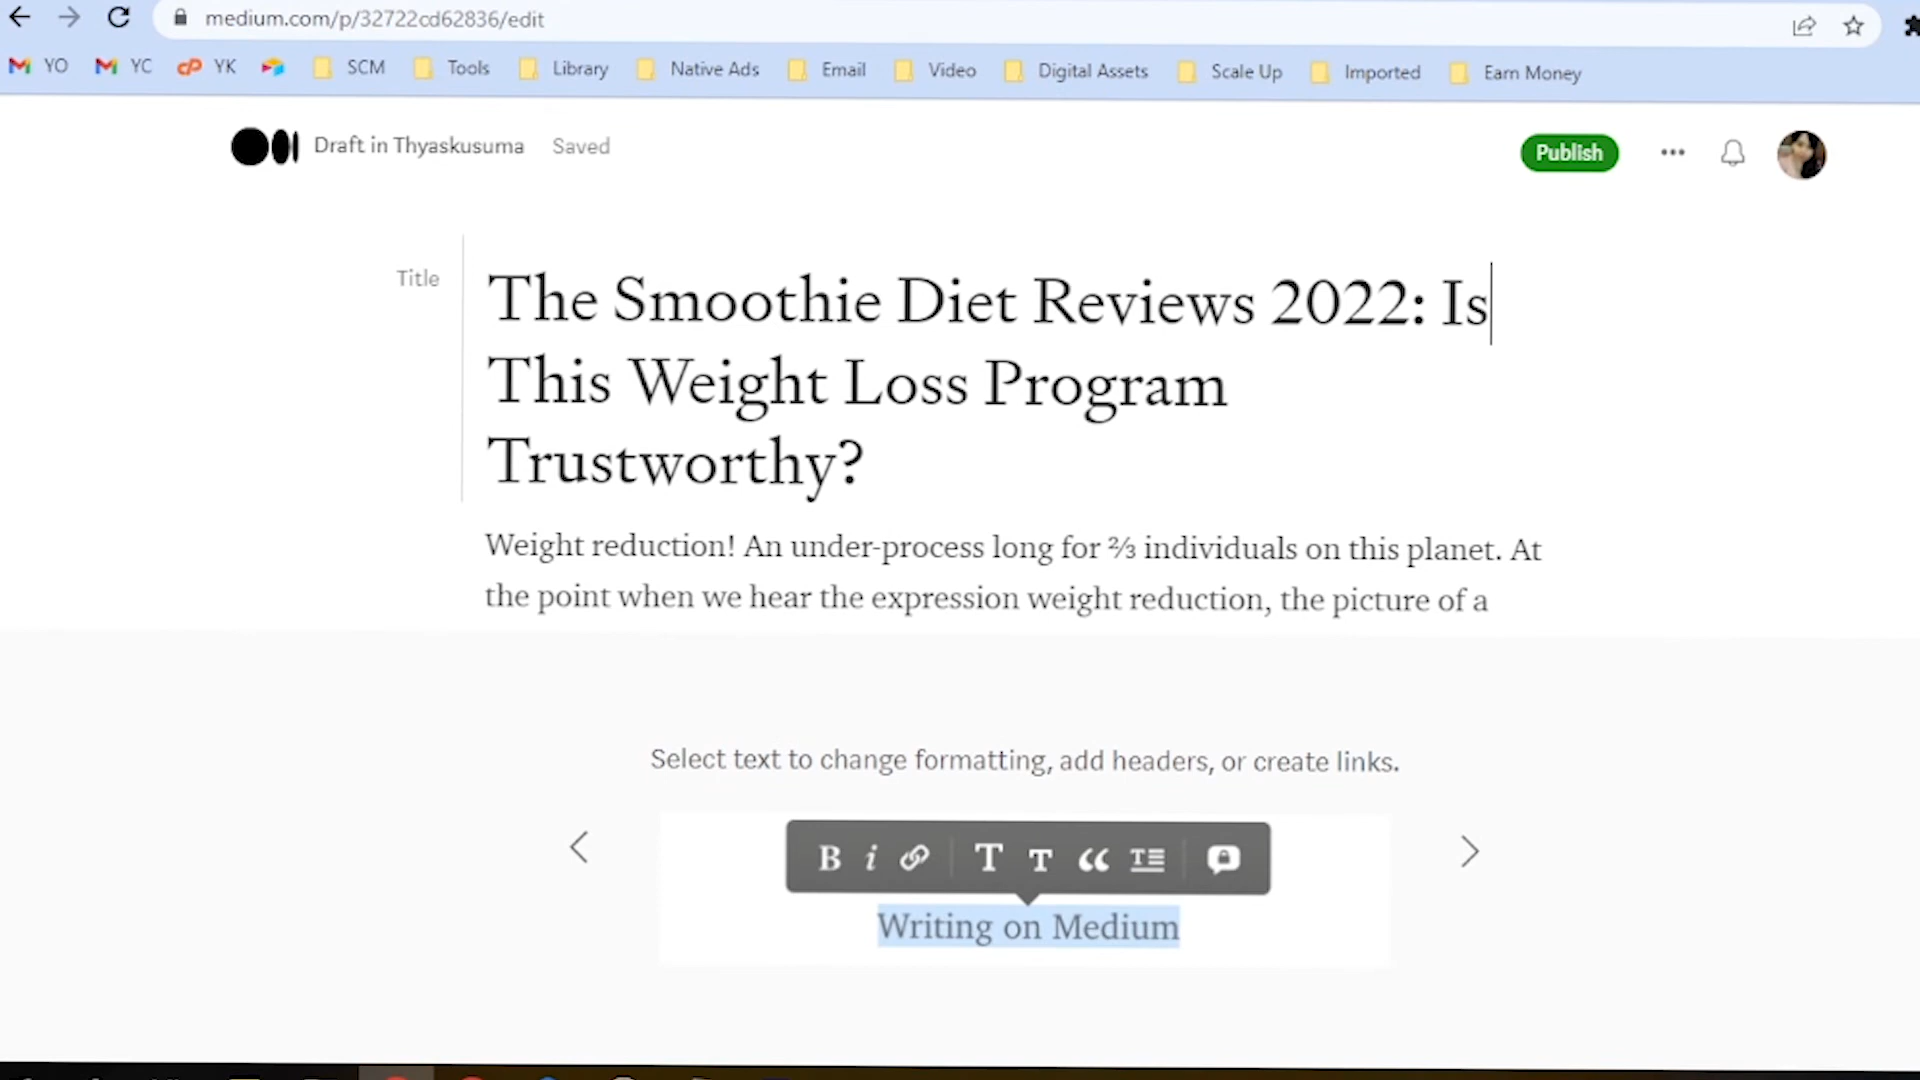 medium.com/p/32722cd62836/edit
YO YC YK SCM Tools Library Native Ads Email Video Digital Assets Scale Up Imported Earn Money
Draft in Thyaskusuma Saved
Publish
Title
The Smoothie Diet Reviews 2022: Is
This Weight Loss Program
Trustworthy?
Weight reduction! An under-process long for ⅔ individuals on this planet. At
the point when we hear the expression weight reduction, the picture of a
Select text to change formatting, add headers, or create links.
B i T T
Writing on Medium